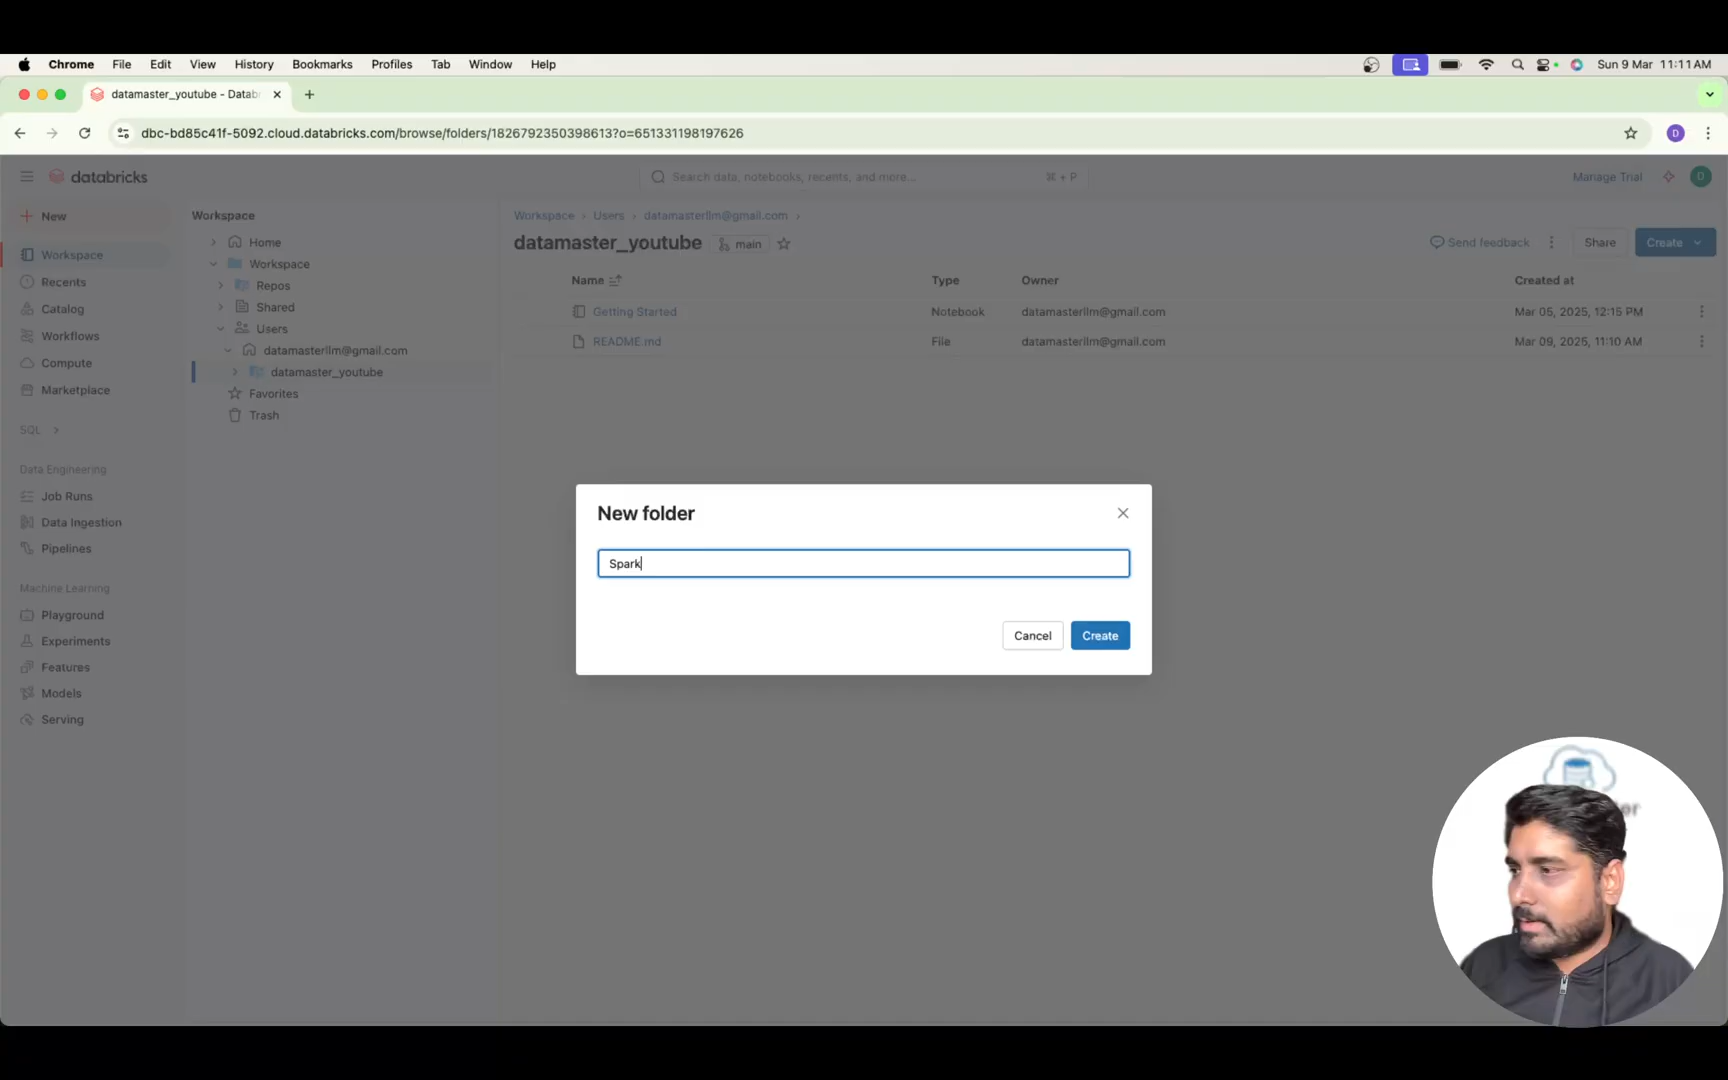 Chrome File Edit View History Bookmarks Profiles Tab Window Help Sun 9 Mar 11:11 AM
datamaster_youtube - Datab
dbc-bd85c41f-5092.cloud.databricks.com/browse/folders/1826792350398613?o=651331198197626 D
databricks Search data, notebooks, recents, and more... ⌘ + P Manage Trial D
New
Workspace
Recents
Catalog
Workflows
Compute
Marketplace
SQL
Data Engineering
Job Runs
Data Ingestion
Pipelines
Machine Learning
Playground
Experiments
Features
Models
Serving
Workspace
Home
Workspace
Repos
Shared
Users
datamasterllm@gmail.com
datamaster_youtube
Favorites
Trash
Workspace > Users > datamasterllm@gmail.com >
datamaster_youtube main Send feedback Share Create
Name Type Owner Created at
Getting Started Notebook datamasterllm@gmail.com Mar 05, 2025, 12:15 PM
README.md File datamasterllm@gmail.com Mar 09, 2025, 11:10 AM
New folder
Spark
Cancel Create